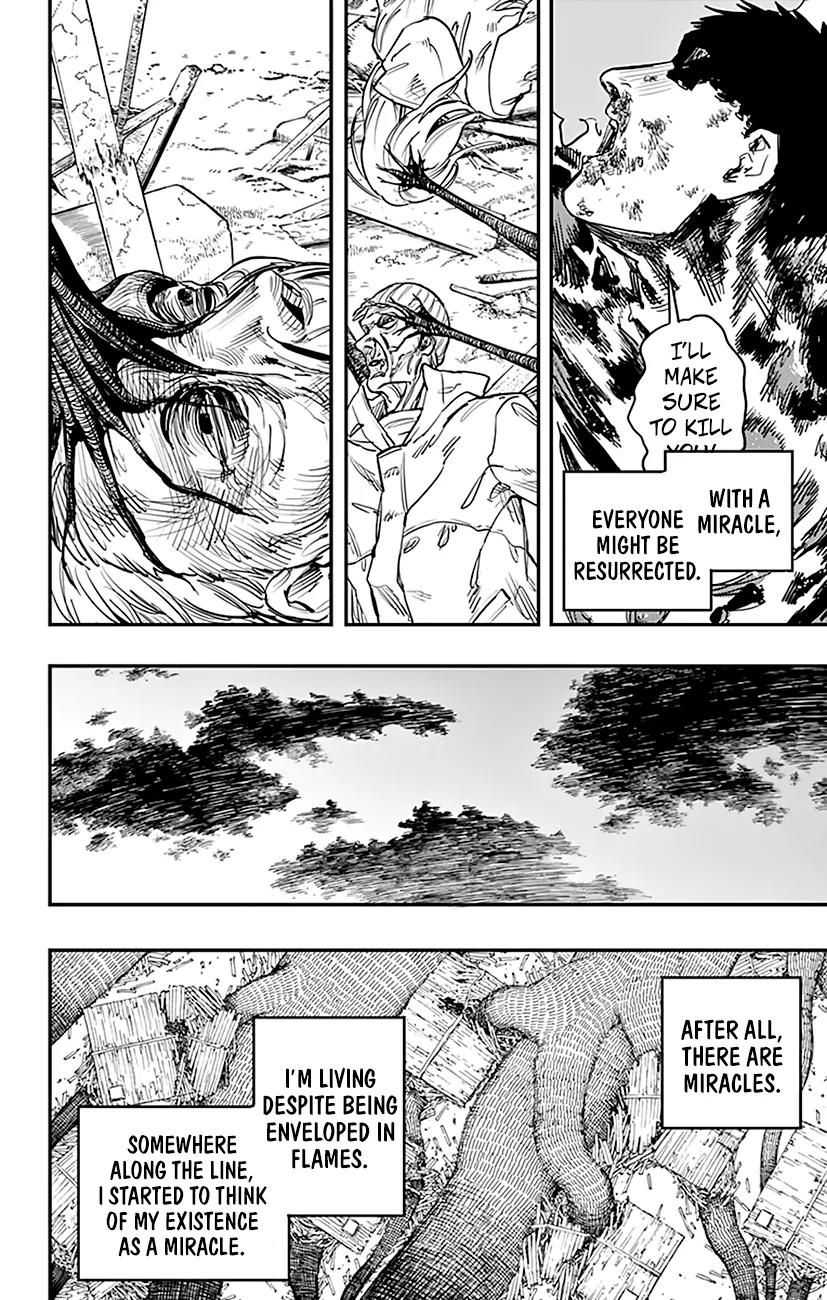 I'LL
MAKE
SURE
TO KILL
YOU!
WITH A
MIRACLE,
EVERYONE
MIGHT BE
RESURRECTED.
AFTER ALL,
THERE ARE
MIRACLES.
I'M LIVING
DESPITE BEING
ENVELOPED IN
FLAMES.
SOMEWHERE
ALONG THE LINE,
I STARTED TO THINK
OF MY EXISTENCE
AS A MIRACLE.